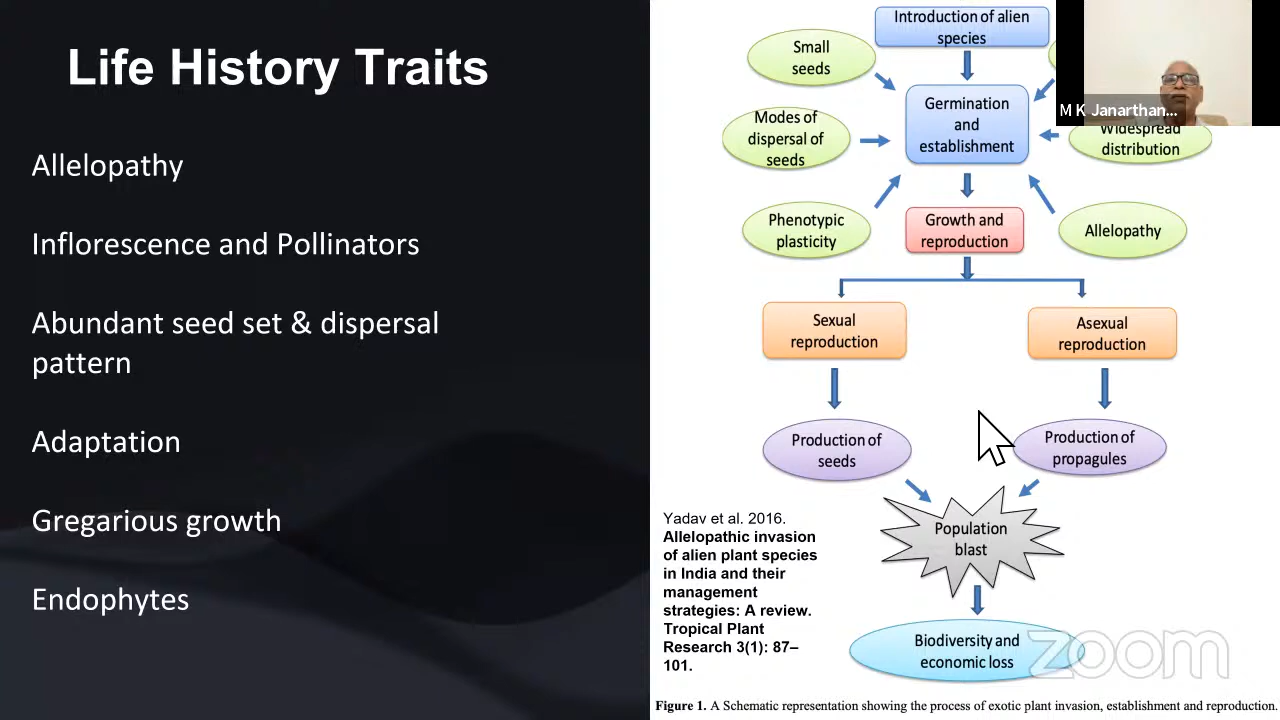 Life History Traits
Allelopathy
Inflorescence and Pollinators
Abundant seed set & dispersal
pattern
Adaptation
Gregarious growth
Endophytes
Introduction of alien
species
Small
seeds
Germination
and
establishment
Modes of
dispersal of
seeds
M K Janarthan...
Widespread
distribution
Phenotypic
plasticity
Growth and
reproduction
Allelopathy
Sexual
reproduction
Asexual
reproduction
Production of
seeds
Production of
propagules
Population
blast
Biodiversity and
economic loss
Yadav et al. 2016.
Allelopathic invasion
of alien plant species
in India and their
management
strategies: A review.
Tropical Plant
Research 3(1): 87–
101.
zoom
Figure 1. A Schematic representation showing the process of exotic plant invasion, establishment and reproduction.